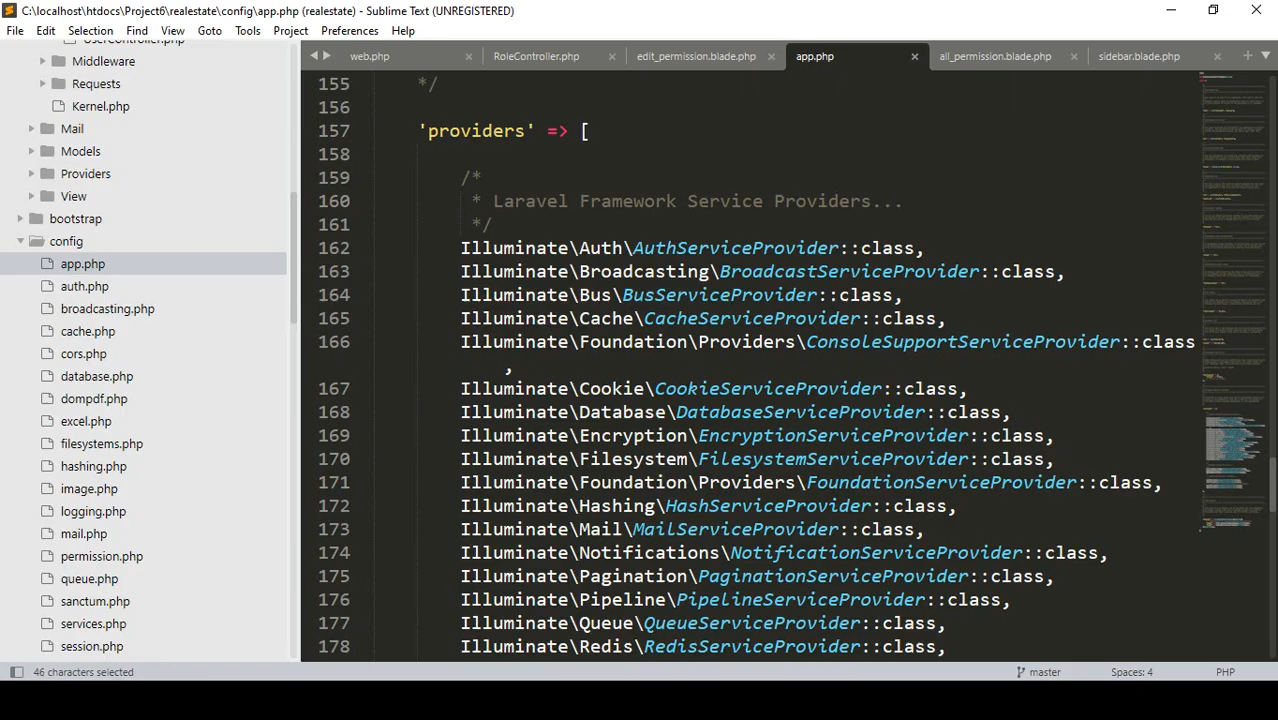 C:\localhost\htdocs\Project6\realestate\config\app.php (realestate) - Sublime Text (UNREGISTERED)
File Edit Selection Find View Goto Tools Project Preferences Help
UserController.php
Middleware
Requests
Kernel.php
Mail
Models
Providers
View
bootstrap
config
app.php
auth.php
broadcasting.php
cache.php
cors.php
database.php
dompdf.php
excel.php
filesystems.php
hashing.php
image.php
logging.php
mail.php
permission.php
queue.php
sanctum.php
services.php
session.php
web.php RoleController.php edit_permission.blade.php app.php all_permission.blade.php sidebar.blade.php
155 */
156
157 'providers' => [
158
159 /*
160 * Laravel Framework Service Providers...
161 */
162 Illuminate\Auth\AuthServiceProvider::class,
163 Illuminate\Broadcasting\BroadcastServiceProvider::class,
164 Illuminate\Bus\BusServiceProvider::class,
165 Illuminate\Cache\CacheServiceProvider::class,
166 Illuminate\Foundation\Providers\ConsoleSupportServiceProvider::class
,
167 Illuminate\Cookie\CookieServiceProvider::class,
168 Illuminate\Database\DatabaseServiceProvider::class,
169 Illuminate\Encryption\EncryptionServiceProvider::class,
170 Illuminate\Filesystem\FilesystemServiceProvider::class,
171 Illuminate\Foundation\Providers\FoundationServiceProvider::class,
172 Illuminate\Hashing\HashServiceProvider::class,
173 Illuminate\Mail\MailServiceProvider::class,
174 Illuminate\Notifications\NotificationServiceProvider::class,
175 Illuminate\Pagination\PaginationServiceProvider::class,
176 Illuminate\Pipeline\PipelineServiceProvider::class,
177 Illuminate\Queue\QueueServiceProvider::class,
178 Illuminate\Redis\RedisServiceProvider::class,
46 characters selected master Spaces: 4 PHP